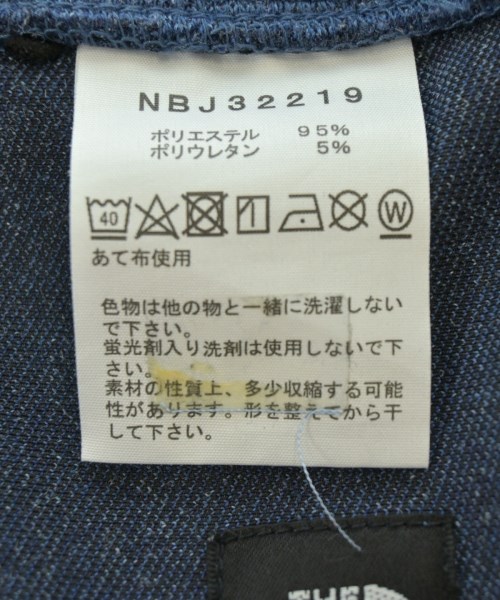 NBJ32219
ポリエステル 95%
ポリウレタン 5%
40 W
あて布使用
色物は他の物と一緒に洗濯しない
で下さい。
蛍光剤入り洗剤は使用しないで下
さい。
素材の性質上、多少収縮する可能
性があります。形を整えてから干
して下さい。